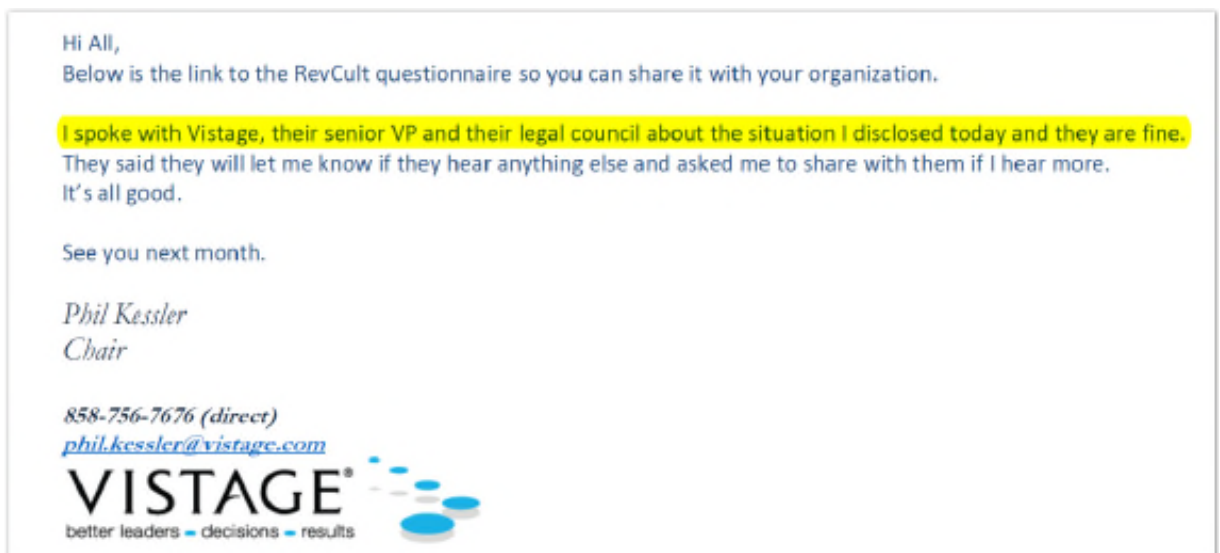 Hi All,
Below is the link to the RevCult questionnaire so you can share it with your organization.
I spoke with Vistage, their senior VP and their legal council about the situation I disclosed today and they are fine.
They said they will let me know if they hear anything else and asked me to share with them if I hear more.
It's all good.
See you next month.
Phil Kessler
Chair
858-756-7676 (direct)
phil.kessler@vistage.com
VISTAGE®
better leaders – decisions – results